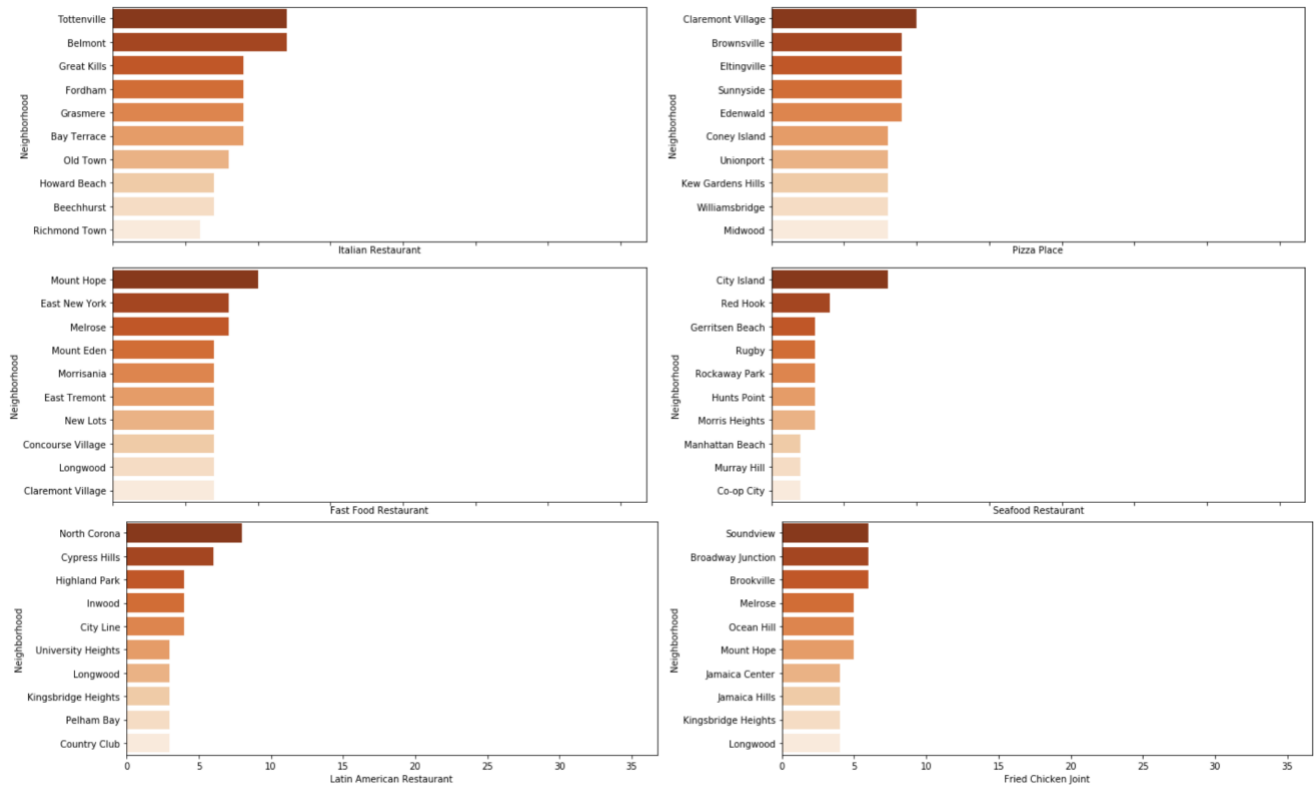 Neighborhood
Tottenville
Belmont
Great Kills
Fordham
Grasmere
Bay Terrace
Old Town
Howard Beach
Beechhurst
Richmond Town
Italian Restaurant
Neighborhood
Claremont Village
Brownsville
Eltingville
Sunnyside
Edenwald
Coney Island
Unionport
Kew Gardens Hills
Williamsbridge
Midwood
Pizza Place
Neighborhood
Mount Hope
East New York
Melrose
Mount Eden
Morrisania
East Tremont
New Lots
Concourse Village
Longwood
Claremont Village
Fast Food Restaurant
Neighborhood
City Island
Red Hook
Gerritsen Beach
Rugby
Rockaway Park
Hunts Point
Morris Heights
Manhattan Beach
Murray Hill
Co-op City
Seafood Restaurant
Neighborhood
North Corona
Cypress Hills
Highland Park
Inwood
City Line
University Heights
Longwood
Kingsbridge Heights
Pelham Bay
Country Club
0 5 10 15 20 25 30 35
Latin American Restaurant
Neighborhood
Soundview
Broadway Junction
Brookville
Melrose
Ocean Hill
Mount Hope
Jamaica Center
Jamaica Hills
Kingsbridge Heights
Longwood
0 5 10 15 20 25 30 35
Fried Chicken Joint